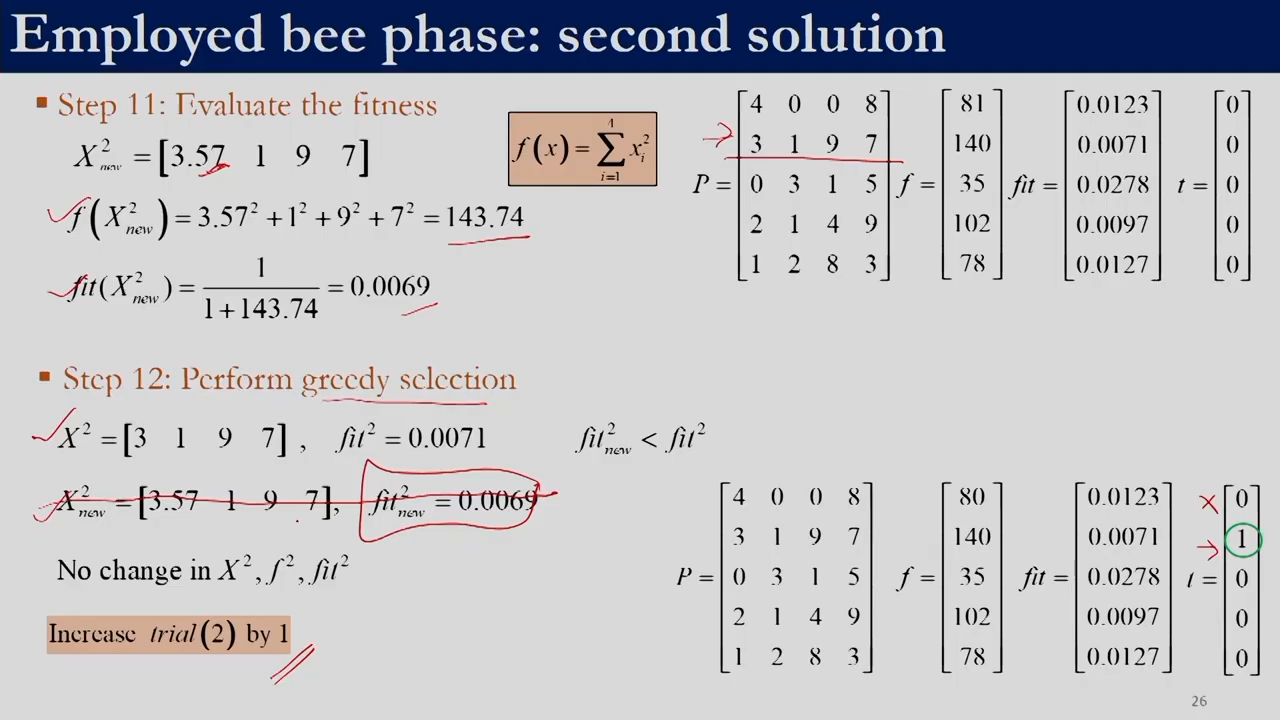 Employed bee phase: second solution
▪ Step 11: Evaluate the fitness
X²_new = [3.57 1 9 7]
f(x) = ∑_{i=1}^{4} x_i²
f(X²_new) = 3.57² + 1² + 9² + 7² = 143.74
fit(X²_new) = 1 / (1 + 143.74) = 0.0069
P = [4 0 0 8; 3 1 9 7; 0 3 1 5; 2 1 4 9; 1 2 8 3] f = [81; 140; 35; 102; 78] fit = [0.0123; 0.0071; 0.0278; 0.0097; 0.0127] t = [0; 0; 0; 0; 0]
▪ Step 12: Perform greedy selection
X² = [3 1 9 7] , fit² = 0.0071 fit²_new < fit²
X²_new = [3.57 1 9 7], fit²_new = 0.0069
No change in X², f², fit²
Increase trial(2) by 1
P = [4 0 0 8; 3 1 9 7; 0 3 1 5; 2 1 4 9; 1 2 8 3] f = [80; 140; 35; 102; 78] fit = [0.0123; 0.0071; 0.0278; 0.0097; 0.0127] t = [0; 1; 0; 0; 0]
26